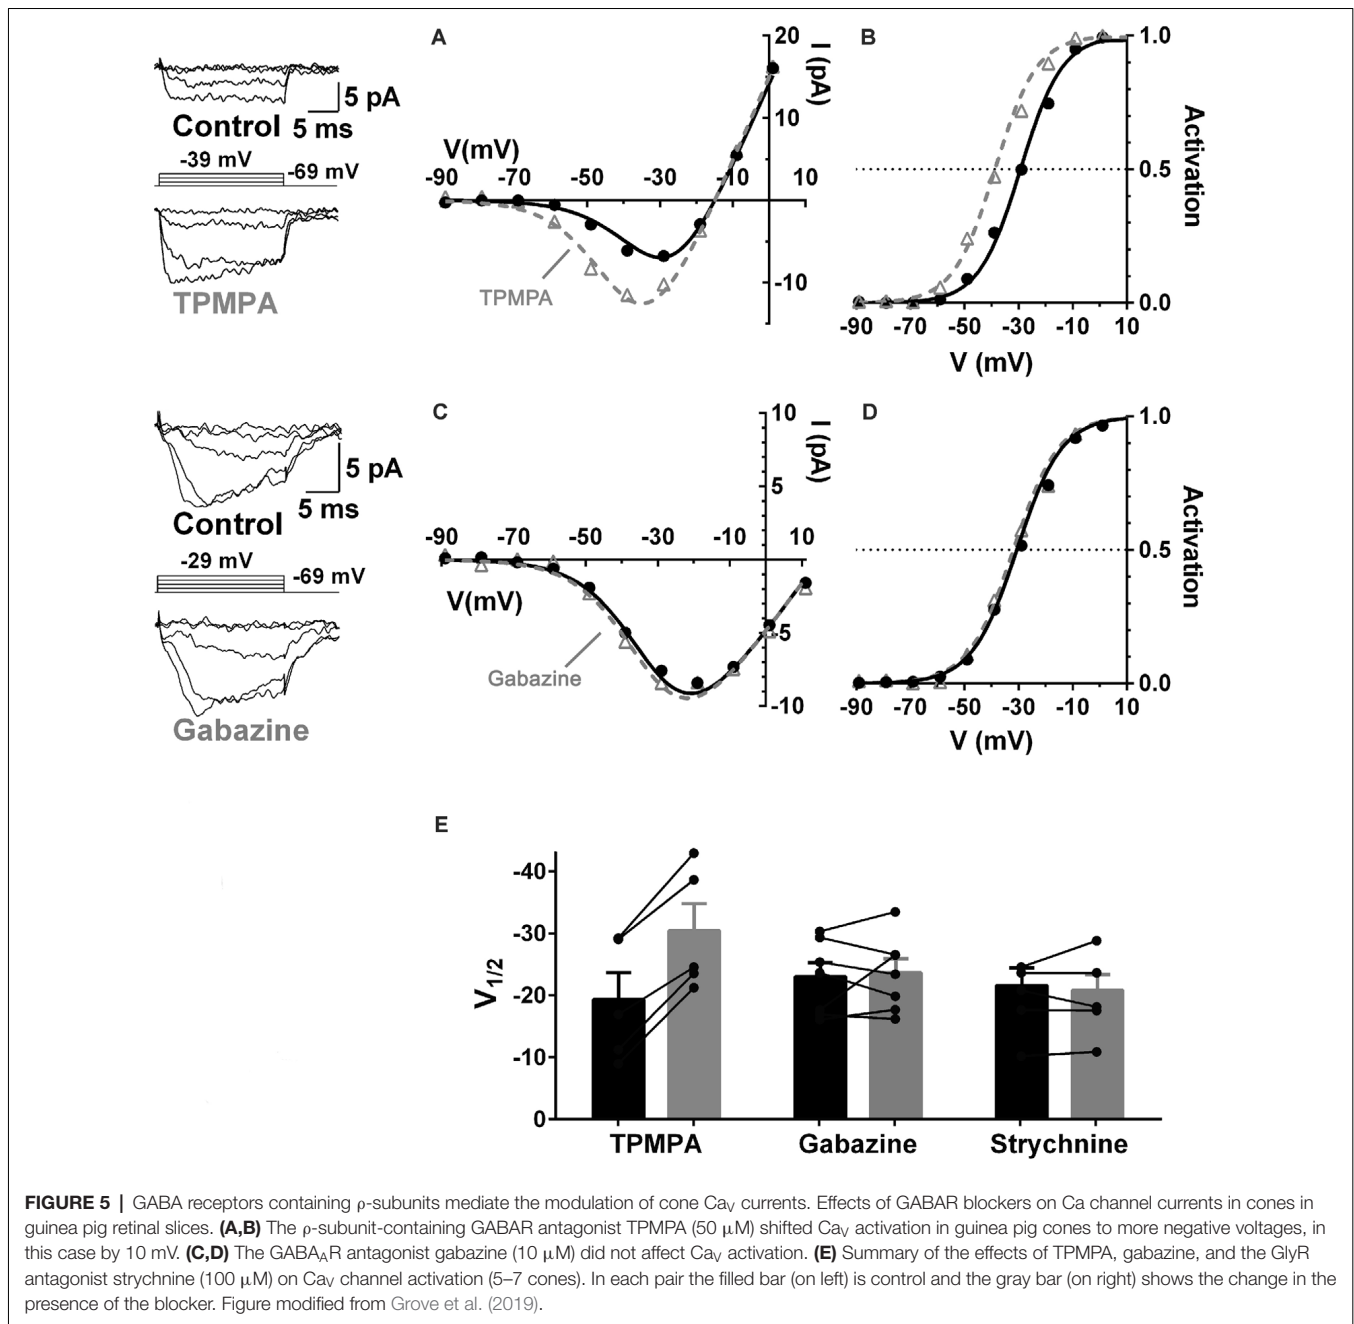 A
B
5 pA
Control 5 ms
-39 mV
-69 mV
TPMPA
20
10
-10
I (pA)
V(mV)
-90 -70 -50 -30 -10 10
TPMPA
1.0
0.5
0.0
Activation
-90 -70 -50 -30 -10 10
V (mV)
C
D
5 pA
5 ms
Control
-29 mV
-69 mV
Gabazine
10
5
-5
-10
I (pA)
-90 -70 -50 -30 -10 10
V(mV)
Gabazine
1.0
0.5
0.0
Activation
-90 -70 -50 -30 -10 10
V (mV)
E
-40
-30
-20
-10
0
V1/2
TPMPA Gabazine Strychnine
FIGURE 5 | GABA receptors containing ρ-subunits mediate the modulation of cone CaV currents. Effects of GABAR blockers on Ca channel currents in cones in
guinea pig retinal slices. (A,B) The ρ-subunit-containing GABAR antagonist TPMPA (50 μM) shifted CaV activation in guinea pig cones to more negative voltages, in
this case by 10 mV. (C,D) The GABAAR antagonist gabazine (10 μM) did not affect CaV activation. (E) Summary of the effects of TPMPA, gabazine, and the GlyR
antagonist strychnine (100 μM) on CaV channel activation (5–7 cones). In each pair the filled bar (on left) is control and the gray bar (on right) shows the change in the
presence of the blocker. Figure modified from Grove et al. (2019).